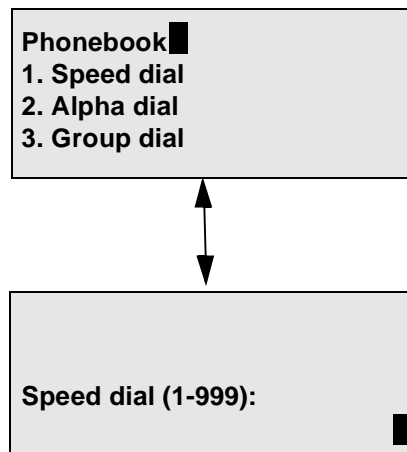 Phonebook
1. Speed dial
2. Alpha dial
3. Group dial
Speed dial (1-999):